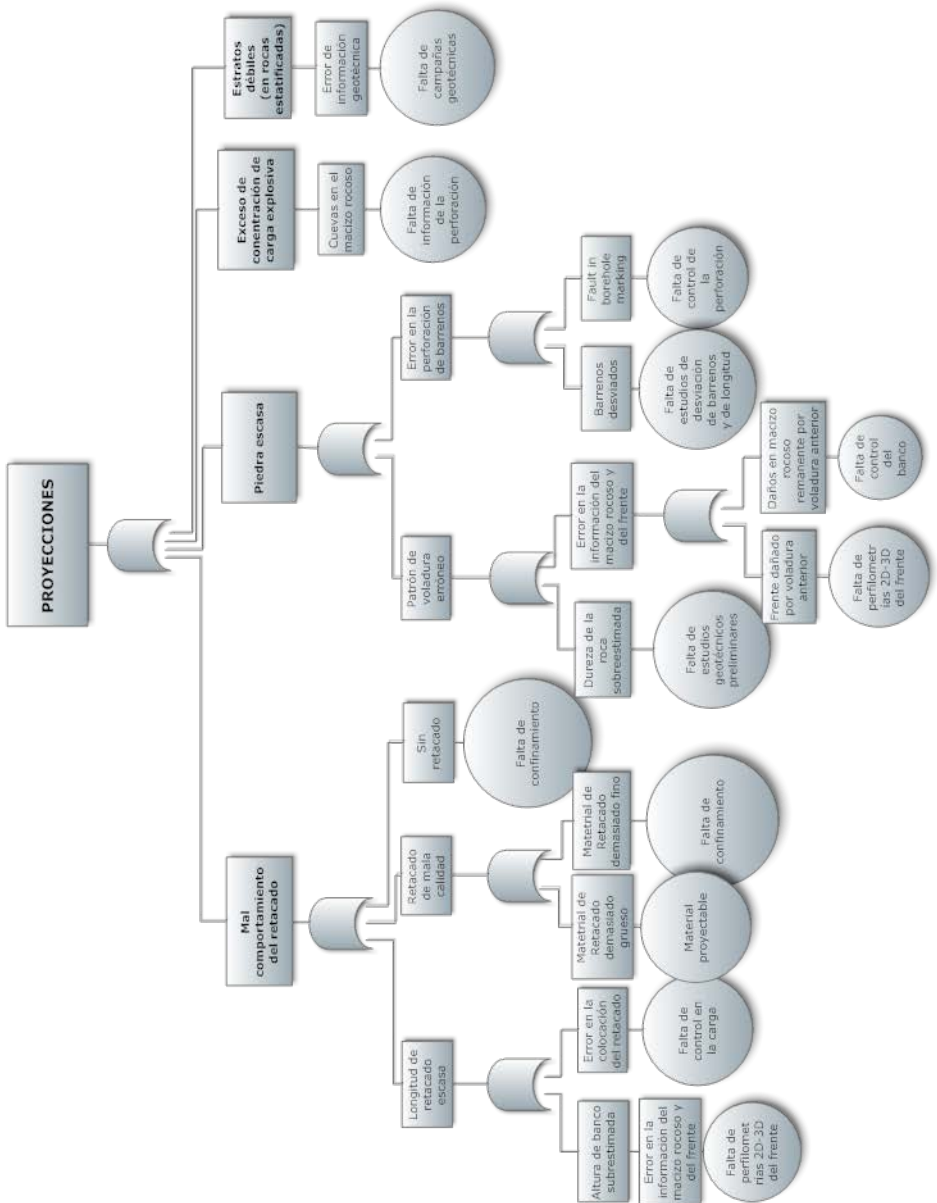 PROYECCIONES
Mal
comportamiento
del retacado
Piedra escasa
Exceso de
conentración de
carga explosiva
Estratos
débiles
(en rocas
estatificadas)
Longitud de
retacado
escasa
Retacado
de mala
calidad
Sin
retacado
Patrón de
voladura
erróneo
Error en la
perforación
de barrenos
Cuevas en el
macizo rocoso
Error de
información
geotécnica
Falta de
confinamiento
Falta de
información
de la
perforación
Falta de
campañas
geotécnicas
Altura de banco
subrestimada
Error en la
colocación
del retacado
Matetrial de
Retacado
demasiado
grueso
Matetrial de
Retacado
demasiado fino
Dureza de la
roca
sobreestimada
Error en la
información del
macizo rocoso y
del frente
Barrenos
desviados
Fault in
borehole
marking
Error en la
información del
macizo rocoso y
del frente
Falta de
control en
la carga
Material
proyectable
Falta de
confinamiento
Falta de
estudios
geotécnicos
preliminares
Falta de
estudios de
desviación
de barrenos
y de longitud
Falta de
control de
la
perforación
Falta de
perfilomet
rías 2D-3D
del frente
Frente dañado
por voladura
anterior
Daños en macizo
rocoso
remanente por
voladura anterior
Falta de
perfilometr
ías 2D-3D
del frente
Falta de
control
del
banco